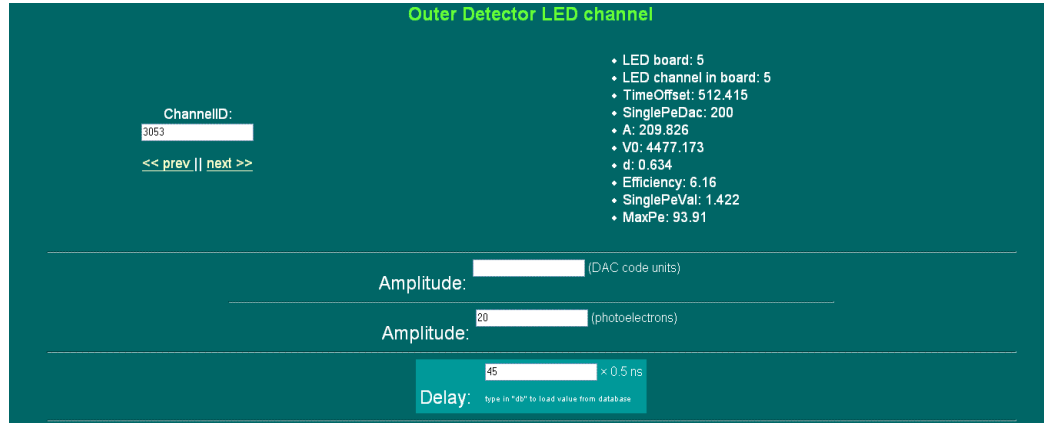 Outer Detector LED channel
ChannelID:
3053
<< prev || next >>
• LED board: 5
• LED channel in board: 5
• TimeOffset: 512.415
• SinglePeDac: 200
• A: 209.826
• V0: 4477.173
• d: 0.634
• Efficiency: 6.16
• SinglePeVal: 1.422
• MaxPe: 93.91
Amplitude: (DAC code units)
Amplitude: 20 (photoelectrons)
Delay: 45 × 0.5 ns
type in "db" to load value from database